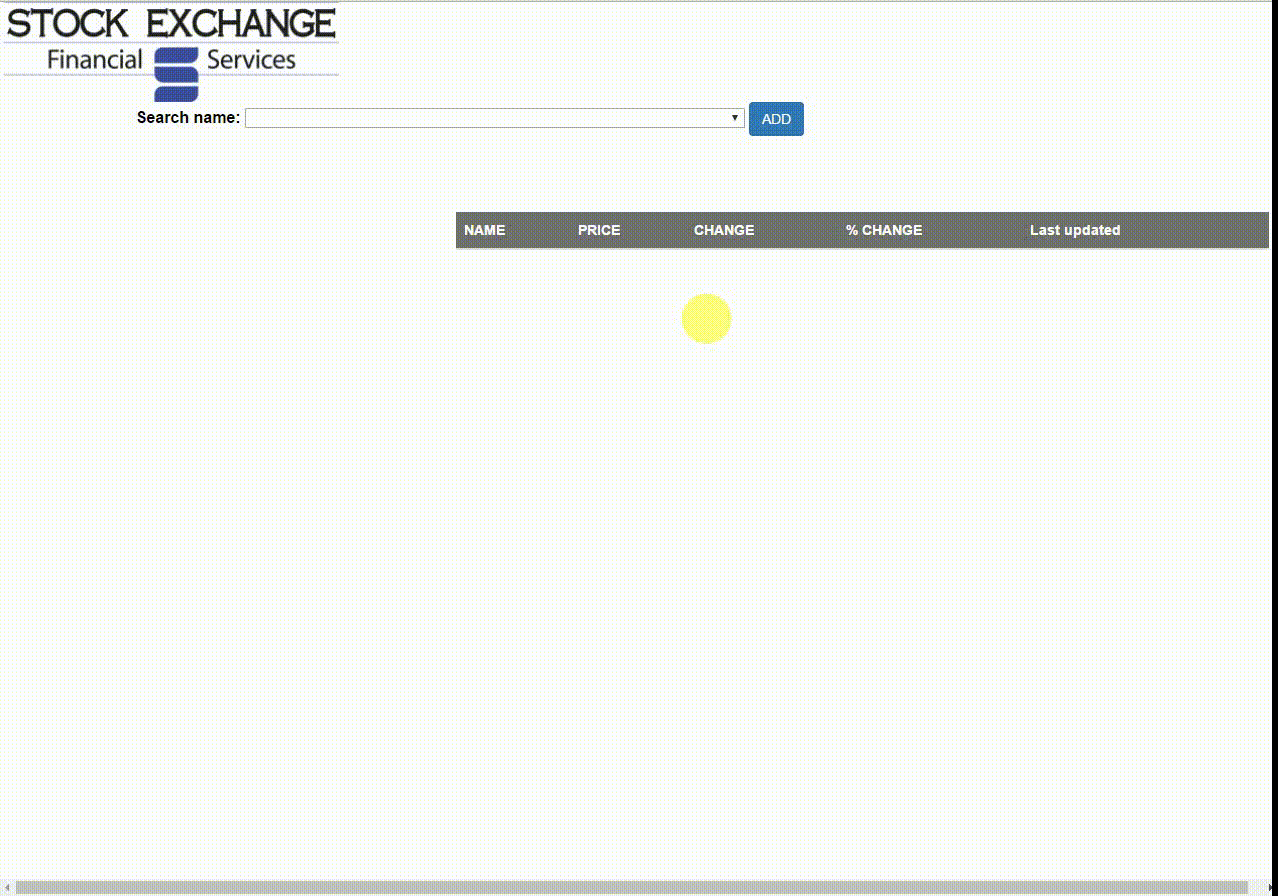 STOCK EXCHANGE
Financial Services
Search name: ADD
NAME PRICE CHANGE % CHANGE Last updated